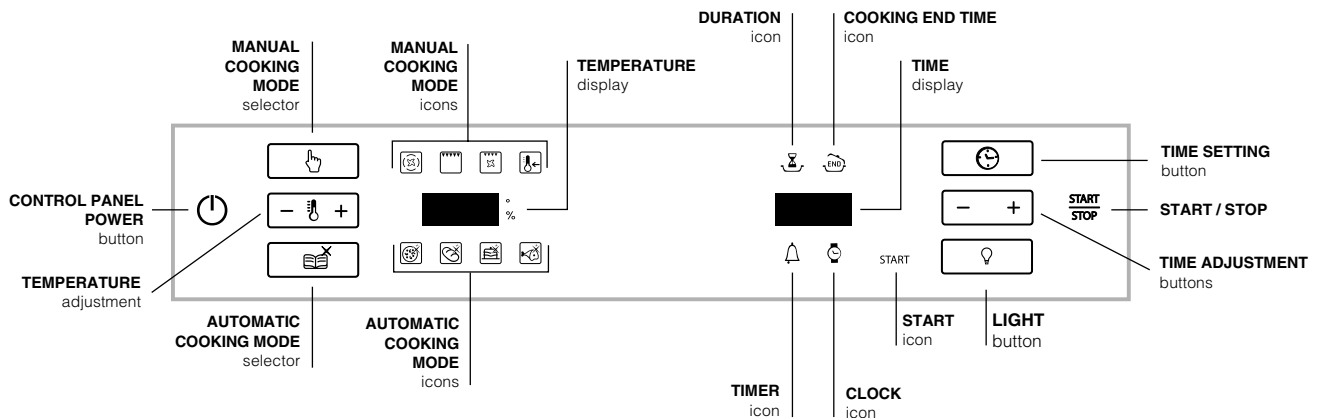 DURATION
icon
COOKING END TIME
icon
MANUAL
COOKING
MODE
selector
MANUAL
COOKING
MODE
icons
TEMPERATURE
display
TIME
display
CONTROL PANEL
POWER
button
− +
°
%
END
TIME SETTING
button
− +
START
STOP
START / STOP
TEMPERATURE
adjustment
START
TIME ADJUSTMENT
buttons
AUTOMATIC
COOKING MODE
selector
AUTOMATIC
COOKING
MODE
icons
START
icon
LIGHT
button
TIMER
icon
CLOCK
icon